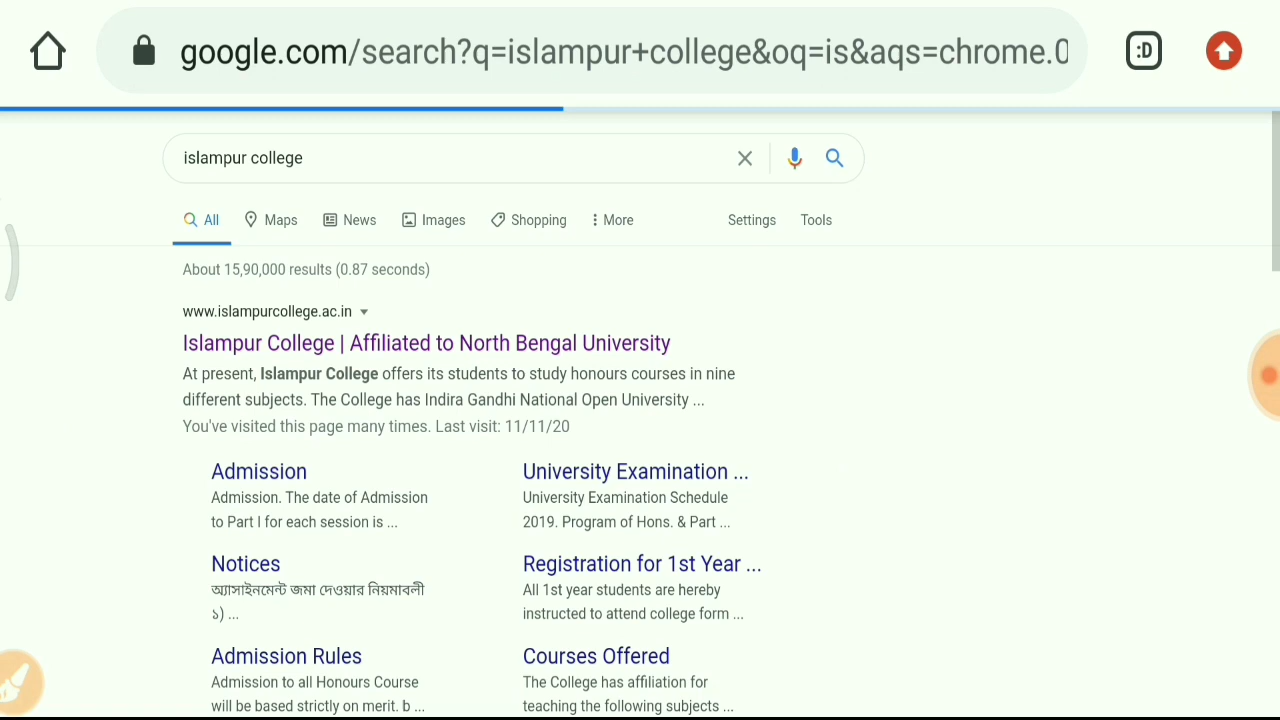 google.com/search?q=islampur+college&oq=is&aqs=chrome.0
:D
islampur college
All Maps News Images Shopping More Settings Tools
About 15,90,000 results (0.87 seconds)
www.islampurcollege.ac.in
Islampur College | Affiliated to North Bengal University
At present, Islampur College offers its students to study honours courses in nine
different subjects. The College has Indira Gandhi National Open University ...
You've visited this page many times. Last visit: 11/11/20
Admission
Admission. The date of Admission
to Part I for each session is ...
University Examination ...
University Examination Schedule
2019. Program of Hons. & Part ...
Notices
অ্যাসাইনমেন্ট জমা দেওয়ার নিয়মাবলী
১) ...
Registration for 1st Year ...
All 1st year students are hereby
instructed to attend college form ...
Admission Rules
Admission to all Honours Course
will be based strictly on merit. b ...
Courses Offered
The College has affiliation for
teaching the following subjects ...